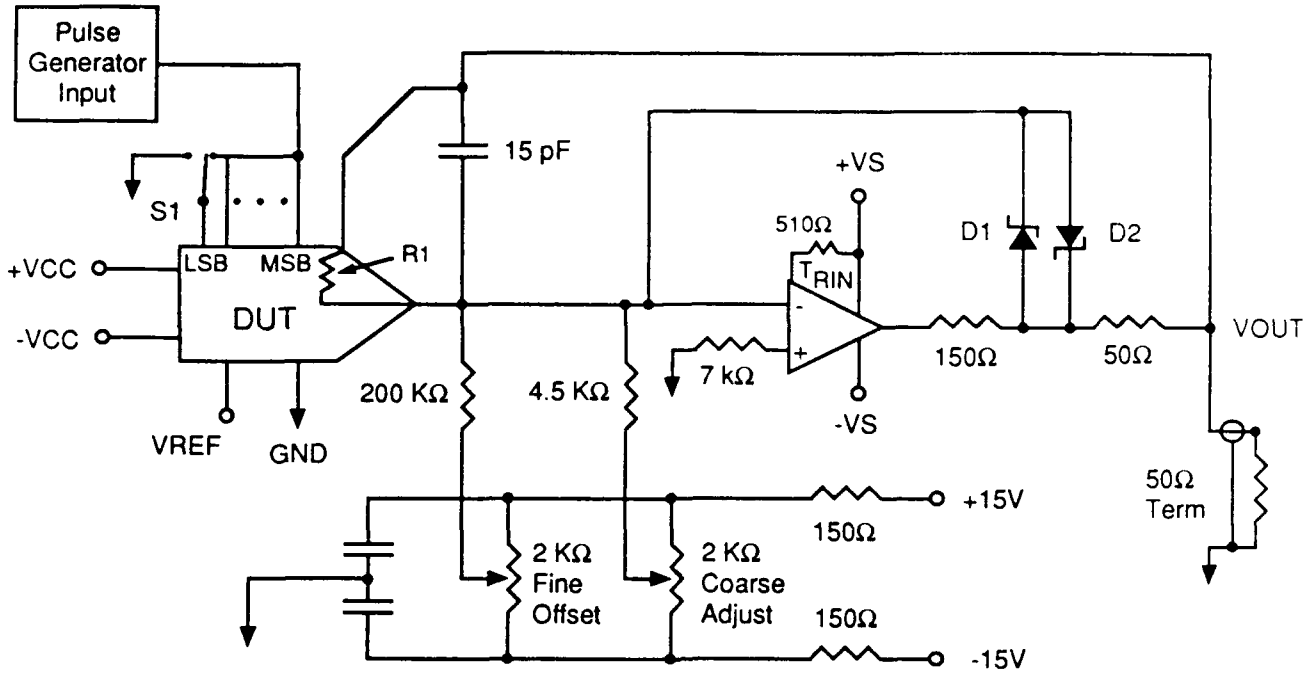 Pulse
Generator
Input
15 pF
+VS
S1
510Ω
D1
D2
LSB
MSB
R1
TRIN
+VCC
DUT
-
VOUT
-VCC
+
150Ω
50Ω
200 KΩ
4.5 KΩ
7 kΩ
-VS
VREF
GND
50Ω
Term
+15V
150Ω
2 KΩ
Fine
Offset
2 KΩ
Coarse
Adjust
150Ω
-15V